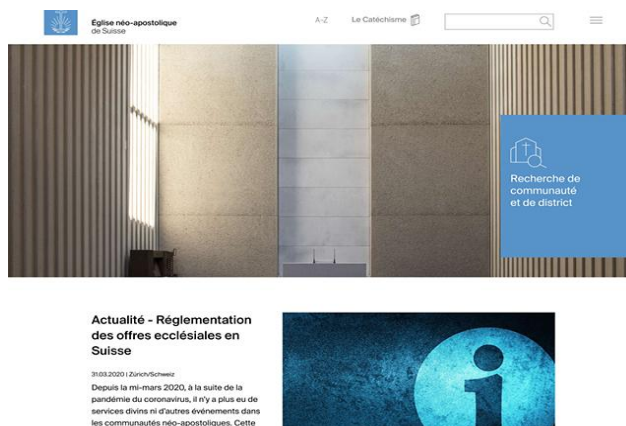 Église néo-apostolique
de Suisse
A-Z
Le Catéchisme
Recherche de
communauté
et de district
Actualité - Réglementation
des offres ecclésiales en
Suisse
31.03.2020 | Zürich/Schweiz
Depuis la mi-mars 2020, à la suite de la
pandémie du coronavirus, il n'y a plus eu de
services divins ni d'autres événements dans
les communautés néo-apostoliques. Cette